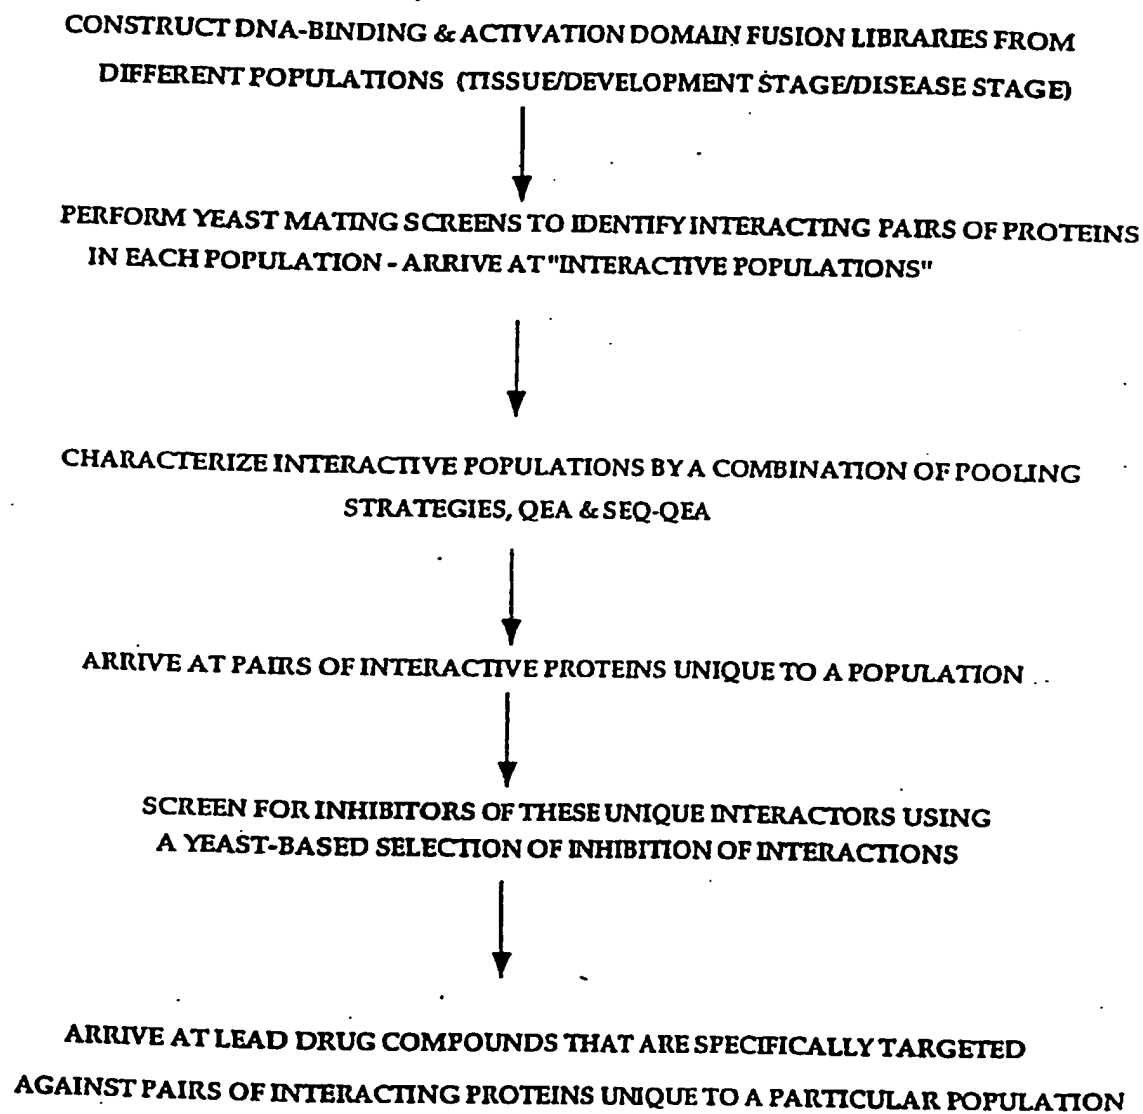 CONSTRUCT DNA-BINDING & ACTIVATION DOMAIN FUSION LIBRARIES FROM
DIFFERENT POPULATIONS (TISSUE/DEVELOPMENT STAGE/DISEASE STAGE)
PERFORM YEAST MATING SCREENS TO IDENTIFY INTERACTING PAIRS OF PROTEINS
IN EACH POPULATION - ARRIVE AT "INTERACTIVE POPULATIONS"
CHARACTERIZE INTERACTIVE POPULATIONS BY A COMBINATION OF POOLING
STRATEGIES, QEA & SEQ-QEA
ARRIVE AT PAIRS OF INTERACTIVE PROTEINS UNIQUE TO A POPULATION
SCREEN FOR INHIBITORS OF THESE UNIQUE INTERACTORS USING
A YEAST-BASED SELECTION OF INHIBITION OF INTERACTIONS
ARRIVE AT LEAD DRUG COMPOUNDS THAT ARE SPECIFICALLY TARGETED
AGAINST PAIRS OF INTERACTING PROTEINS UNIQUE TO A PARTICULAR POPULATION